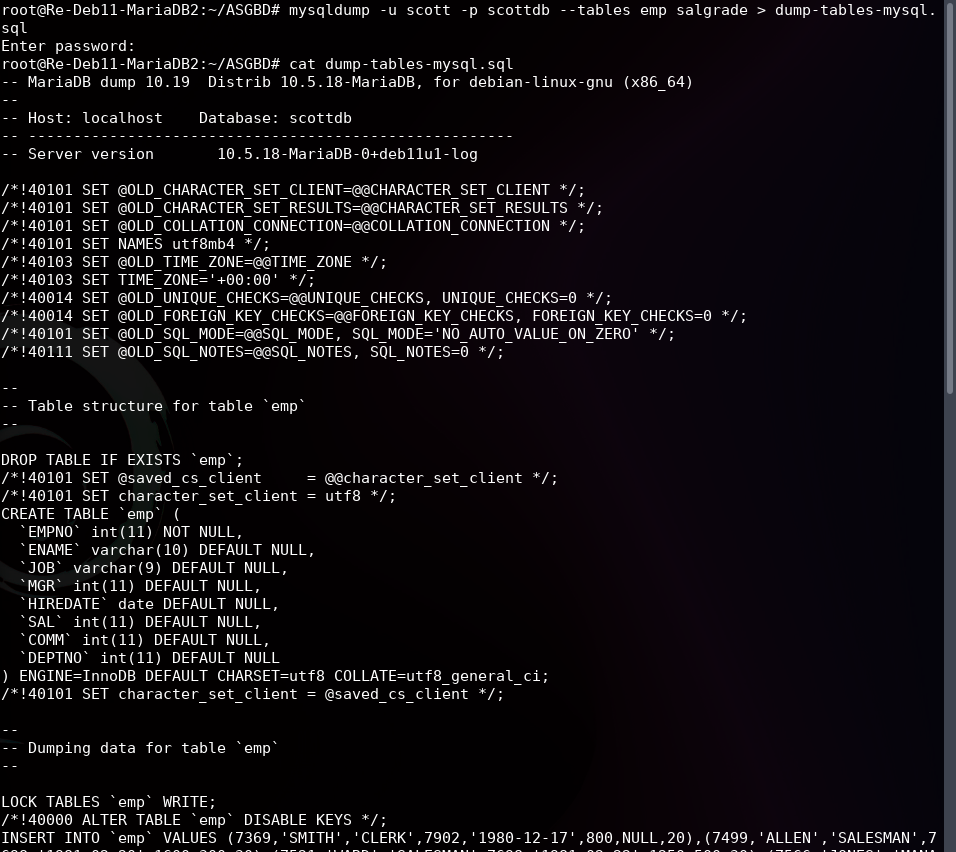 root@Re-Deb11-MariaDB2:~/ASGBD# mysqldump -u scott -p scottdb --tables emp salgrade > dump-tables-mysql.
sql
Enter password:
root@Re-Deb11-MariaDB2:~/ASGBD# cat dump-tables-mysql.sql
-- MariaDB dump 10.19  Distrib 10.5.18-MariaDB, for debian-linux-gnu (x86_64)
--
-- Host: localhost    Database: scottdb
-- ------------------------------------------------------
-- Server version       10.5.18-MariaDB-0+deb11u1-log
/*!40101 SET @OLD_CHARACTER_SET_CLIENT=@@CHARACTER_SET_CLIENT */;
/*!40101 SET @OLD_CHARACTER_SET_RESULTS=@@CHARACTER_SET_RESULTS */;
/*!40101 SET @OLD_COLLATION_CONNECTION=@@COLLATION_CONNECTION */;
/*!40101 SET NAMES utf8mb4 */;
/*!40103 SET @OLD_TIME_ZONE=@@TIME_ZONE */;
/*!40103 SET TIME_ZONE='+00:00' */;
/*!40014 SET @OLD_UNIQUE_CHECKS=@@UNIQUE_CHECKS, UNIQUE_CHECKS=0 */;
/*!40014 SET @OLD_FOREIGN_KEY_CHECKS=@@FOREIGN_KEY_CHECKS, FOREIGN_KEY_CHECKS=0 */;
/*!40101 SET @OLD_SQL_MODE=@@SQL_MODE, SQL_MODE='NO_AUTO_VALUE_ON_ZERO' */;
/*!40111 SET @OLD_SQL_NOTES=@@SQL_NOTES, SQL_NOTES=0 */;
--
-- Table structure for table `emp`
--
DROP TABLE IF EXISTS `emp`;
/*!40101 SET @saved_cs_client     = @@character_set_client */;
/*!40101 SET character_set_client = utf8 */;
CREATE TABLE `emp` (
  `EMPNO` int(11) NOT NULL,
  `ENAME` varchar(10) DEFAULT NULL,
  `JOB` varchar(9) DEFAULT NULL,
  `MGR` int(11) DEFAULT NULL,
  `HIREDATE` date DEFAULT NULL,
  `SAL` int(11) DEFAULT NULL,
  `COMM` int(11) DEFAULT NULL,
  `DEPTNO` int(11) DEFAULT NULL
) ENGINE=InnoDB DEFAULT CHARSET=utf8 COLLATE=utf8_general_ci;
/*!40101 SET character_set_client = @saved_cs_client */;
--
-- Dumping data for table `emp`
--
LOCK TABLES `emp` WRITE;
/*!40000 ALTER TABLE `emp` DISABLE KEYS */;
INSERT INTO `emp` VALUES (7369,'SMITH','CLERK',7902,'1980-12-17',800,NULL,20),(7499,'ALLEN','SALESMAN',7